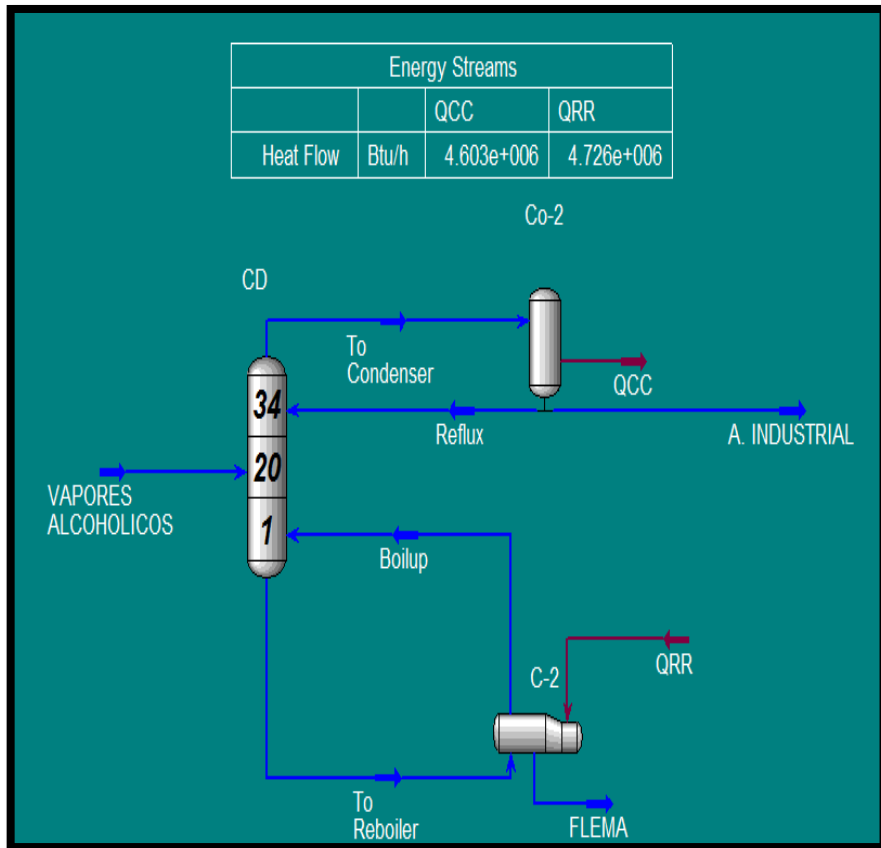 Energy Streams
QCC QRR
Heat Flow Btu/h 4.603e+006 4.726e+006
Co-2
CD
To
Condenser
QCC
34
Reflux
A. INDUSTRIAL
20
VAPORES
ALCOHOLICOS
1
Boilup
QRR
C-2
To
Reboiler
FLEMA